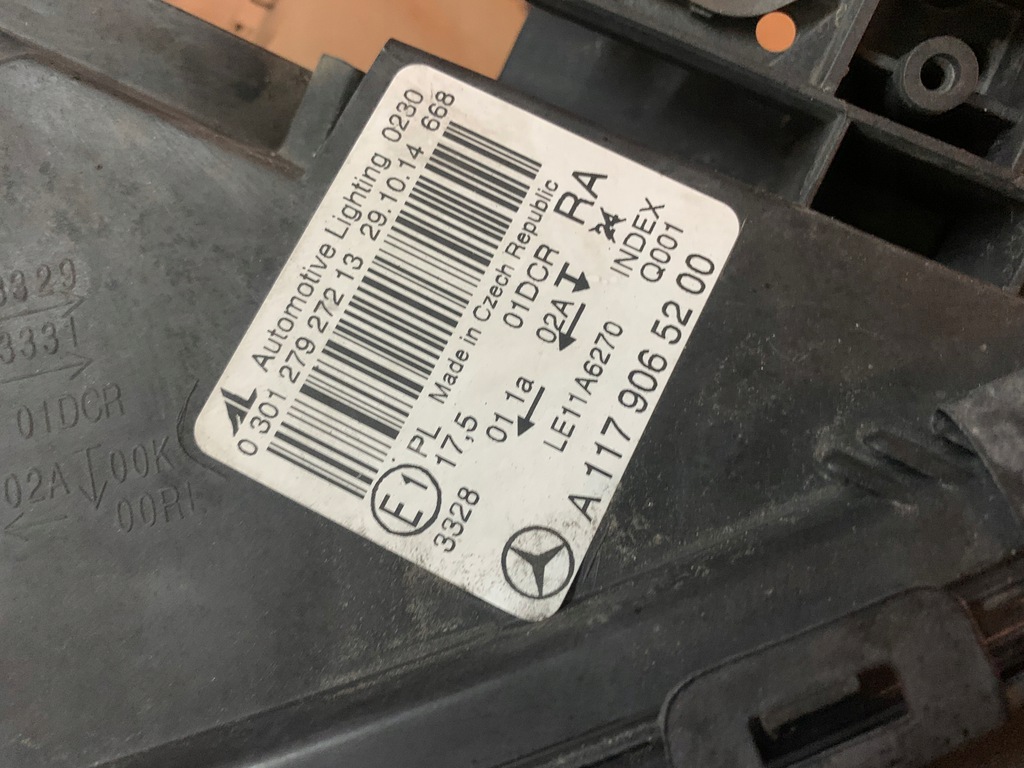 AL Automotive Lighting 0230
0 301 279 272 13 29.10.14 668
Made in Czech Republic
E1 PL
17,5 01DCR RA
3328 01 1a 02A 24
LE11A6270 INDEX
Q001
A 117 906 52 00
3329
3331
01DCR
02A 00K
00RL